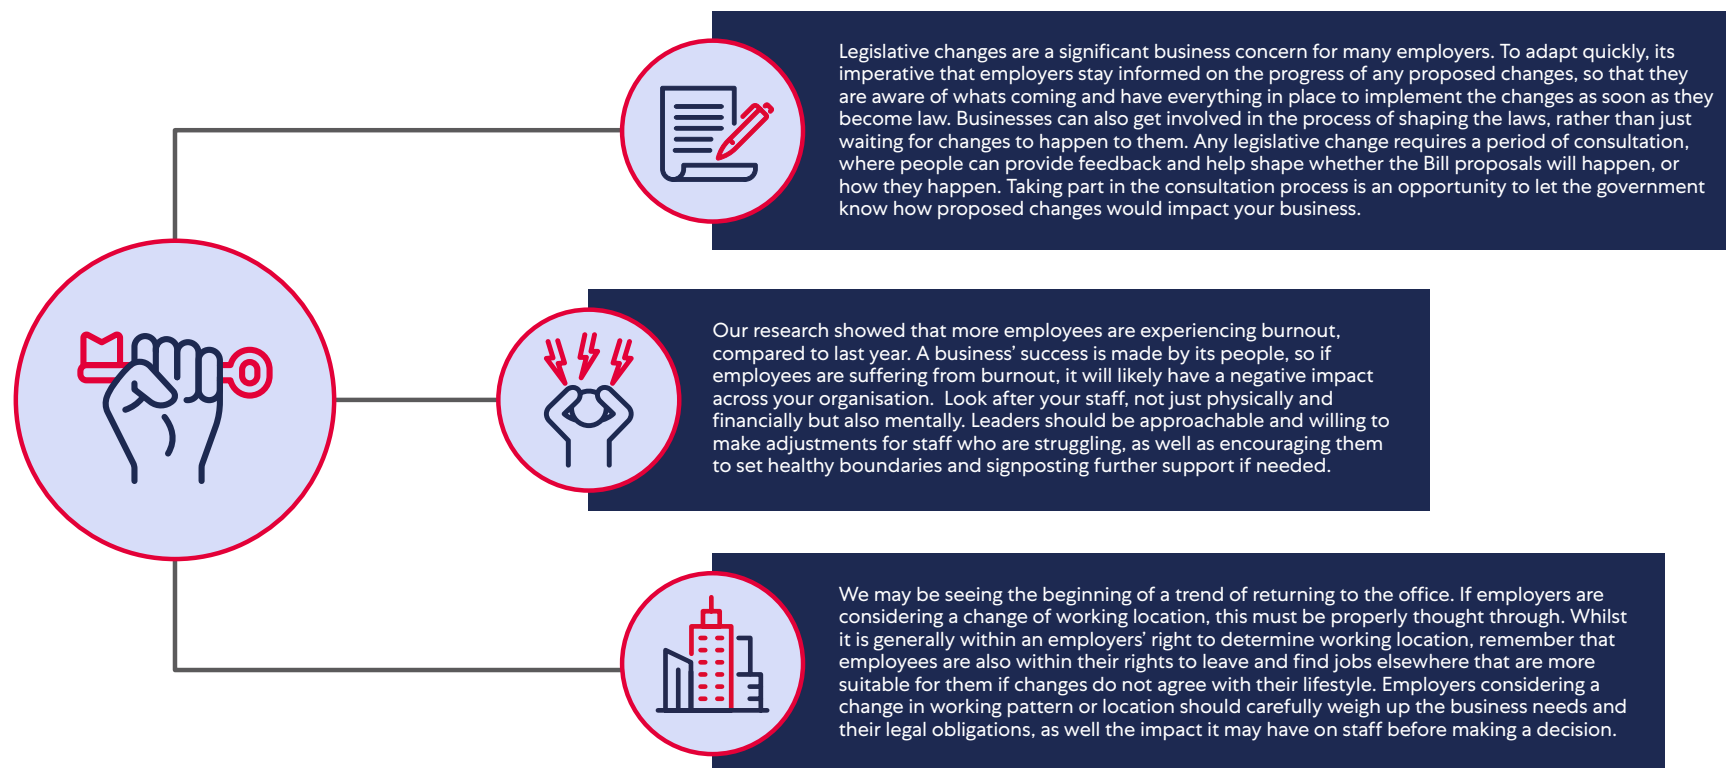 Legislative changes are a significant business concern for many employers. To adapt quickly, its
imperative that employers stay informed on the progress of any proposed changes, so that they
are aware of whats coming and have everything in place to implement the changes as soon as they
become law. Businesses can also get involved in the process of shaping the laws, rather than just
waiting for changes to happen to them. Any legislative change requires a period of consultation,
where people can provide feedback and help shape whether the Bill proposals will happen, or
how they happen. Taking part in the consultation process is an opportunity to let the government
know how proposed changes would impact your business.
Our research showed that more employees are experiencing burnout,
compared to last year. A business’ success is made by its people, so if
employees are suffering from burnout, it will likely have a negative impact
across your organisation.  Look after your staff, not just physically and
financially but also mentally. Leaders should be approachable and willing to
make adjustments for staff who are struggling, as well as encouraging them
to set healthy boundaries and signposting further support if needed.
We may be seeing the beginning of a trend of returning to the office. If employers are
considering a change of working location, this must be properly thought through. Whilst
it is generally within an employers’ right to determine working location, remember that
employees are also within their rights to leave and find jobs elsewhere that are more
suitable for them if changes do not agree with their lifestyle. Employers considering a
change in working pattern or location should carefully weigh up the business needs and
their legal obligations, as well the impact it may have on staff before making a decision.